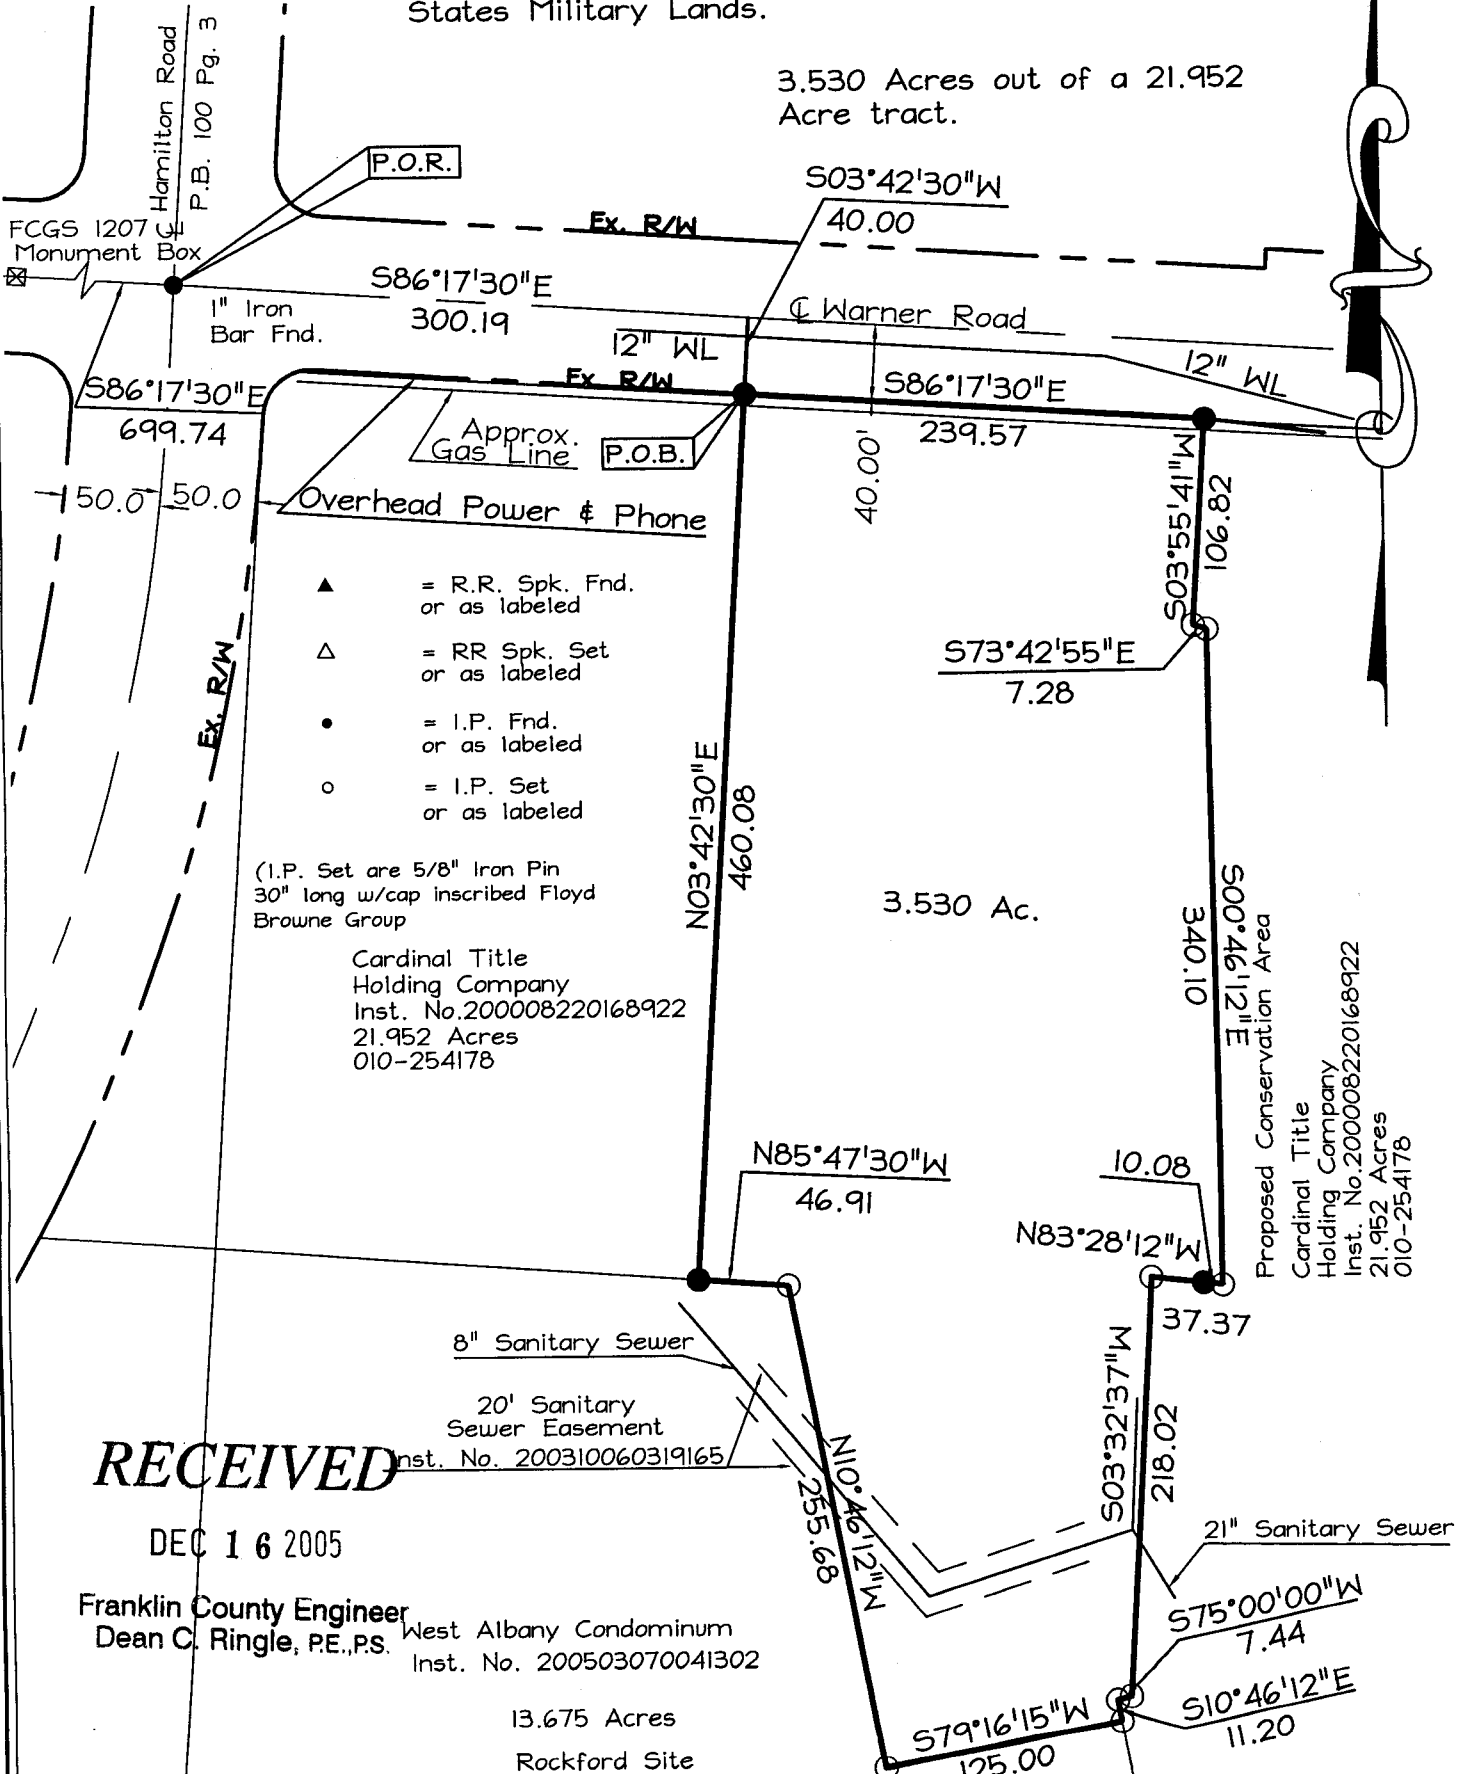 States Military Lands.
3.530 Acres out of a 21.952
Acre tract.
℄ Hamilton Road
P.B. 100 Pg. 3
P.O.R.
S03°42'30"W
40.00
FCGS 1207
Monument Box
Ex. R/W
S86°17'30"E
300.19
1" Iron
Bar Fnd.
℄ Warner Road
12" WL
12" WL
S86°17'30"E
699.74
Ex. R/W
S86°17'30"E
239.57
Approx.
Gas Line
P.O.B.
40.00'
50.0
50.0
Overhead Power & Phone
S03°55'41"W
106.82
▲ = R.R. Spk. Fnd.
or as labeled
△ = RR Spk. Set
or as labeled
● = I.P. Fnd.
or as labeled
○ = I.P. Set
or as labeled
Ex. R/W
S73°42'55"E
7.28
(I.P. Set are 5/8" Iron Pin
30" long w/cap inscribed Floyd
Browne Group
N03°42'30"E
460.08
3.530 Ac.
S00°46'12"E
340.10
Cardinal Title
Holding Company
Inst. No.200008220168922
21.952 Acres
010-254178
Proposed Conservation Area
Cardinal Title
Holding Company
Inst. No.200008220168922
21.952 Acres
010-254178
N85°47'30"W
46.91
10.08
N83°28'12"W
37.37
8" Sanitary Sewer
20' Sanitary
Sewer Easement
Inst. No. 200310060319165
N10°46'12"W
255.68
S03°32'37"W
218.02
RECEIVED
DEC 16 2005
Franklin County Engineer
Dean C. Ringle, P.E.,P.S.
21" Sanitary Sewer
S75°00'00"W
7.44
S10°46'12"E
11.20
West Albany Condominum
Inst. No. 200503070041302
13.675 Acres
Rockford Site
S79°16'15"W
125.00